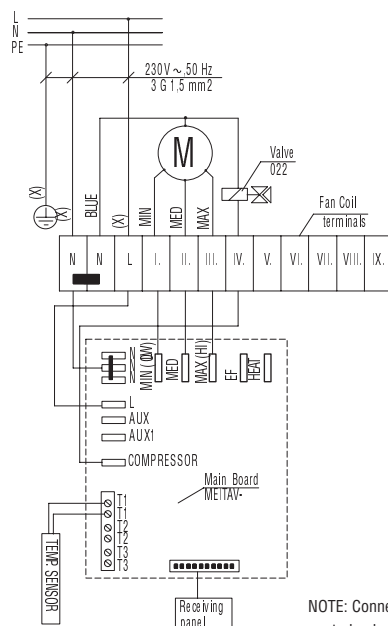 L
N
PE
230V ~ ,50 Hz
3 G 1,5 mm2
M
Valve
022
Fan Coil
terminals
(X)
(X)
BLUE
(X)
MIN
MED
MAX
N
N
L
I.
II.
III.
IV.
V.
VI.
VII.
VIII.
IX.
N
N
N
MIN (LOW)
MED
MAX (HI)
EF
HEAT
L
AUX
AUX1
COMPRESSOR
Main Board
MEITAV-
T1
T1
T2
T2
T3
T3
TEMP. SENSOR
Receiving
panel
NOTE: Conne